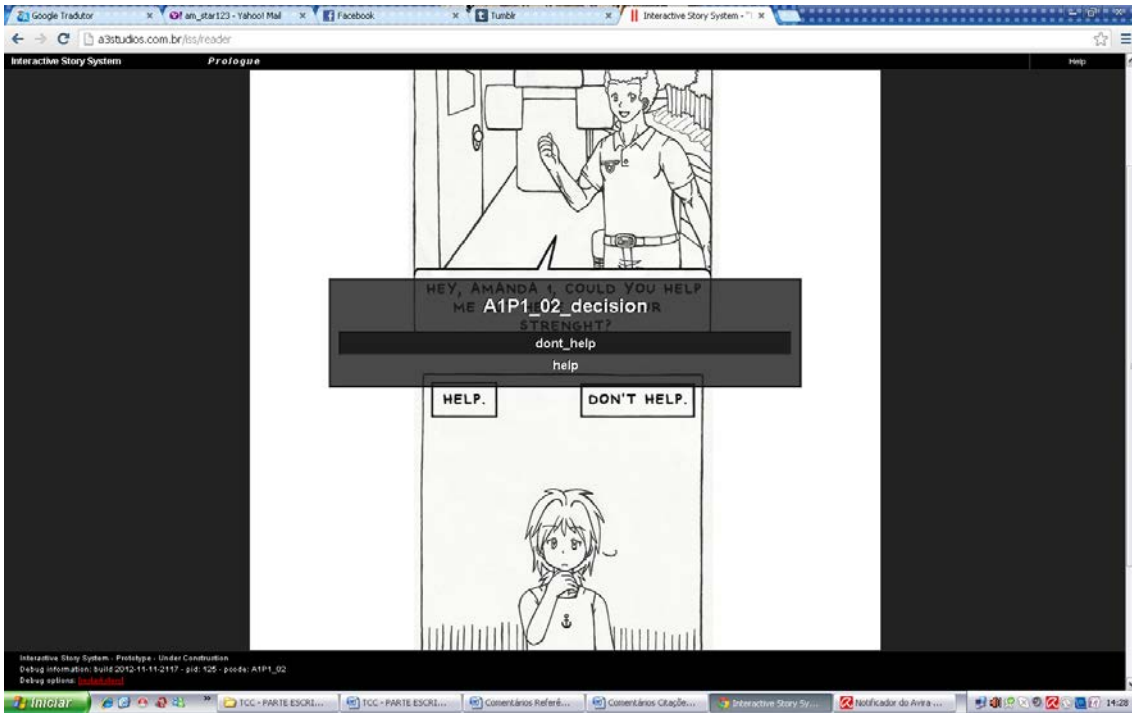 Google Tradutor
am_star123 - Yahoo! Mail
Facebook
Tumblr
Interactive Story System - "
a3studios.com.br/iss/reader
Interactive Story System
Prologue
Help
HEY, AMANDA 1, COULD YOU HELP
ME
STRENGHT?
A1P1_02_decision
dont_help
help
HELP.
DON'T HELP.
Interactive Story System - Prototype - Under Construction
Debug information: build 2012-11-11-2117 - pid: 125 - pcode: A1P1_02
Debug options:
Iniciar
TCC - PARTE ESCRI...
TCC - PARTE ESCRI...
Comentários Referê...
Comentários Citaçõe...
Interactive Story Sy...
Notificador do Avira ...
14:28